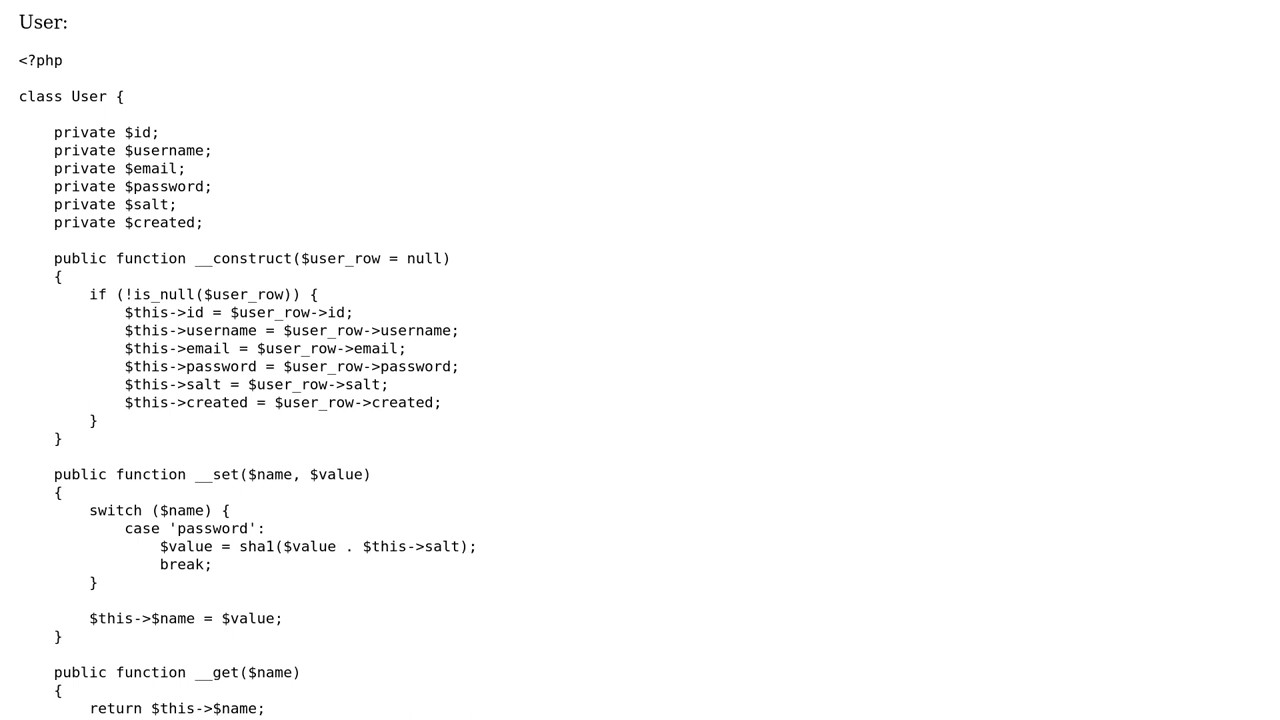 User:
<?php
class User {
    private $id;
    private $username;
    private $email;
    private $password;
    private $salt;
    private $created;
    public function __construct($user_row = null)
    {
        if (!is_null($user_row)) {
            $this->id = $user_row->id;
            $this->username = $user_row->username;
            $this->email = $user_row->email;
            $this->password = $user_row->password;
            $this->salt = $user_row->salt;
            $this->created = $user_row->created;
        }
    }
    public function __set($name, $value)
    {
        switch ($name) {
            case 'password':
                $value = sha1($value . $this->salt);
                break;
        }
        $this->$name = $value;
    }
    public function __get($name)
    {
        return $this->$name;